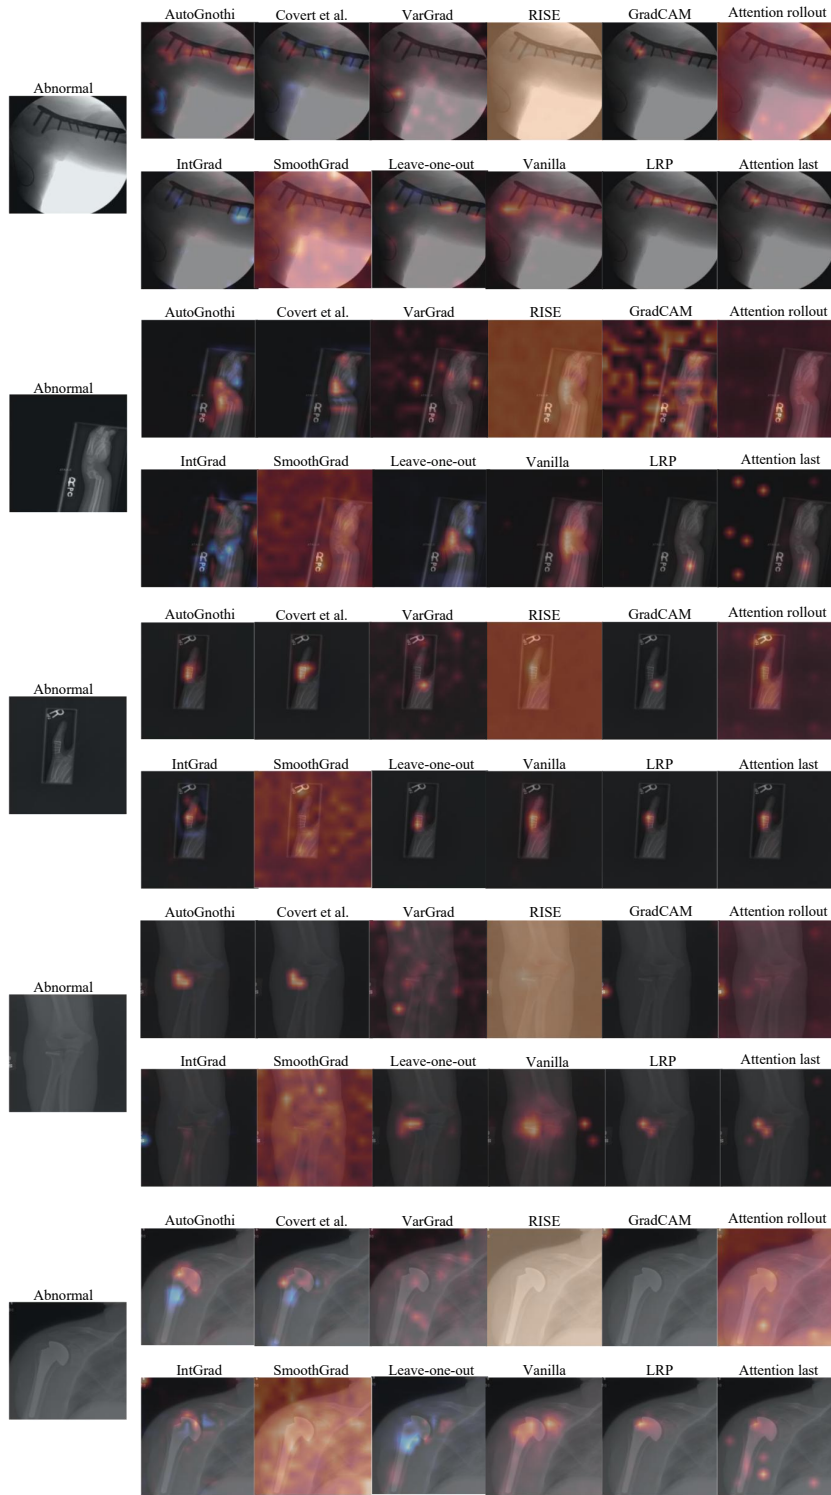 AutoGnothi Covert et al. VarGrad RISE GradCAM Attention rollout
Abnormal
IntGrad SmoothGrad Leave-one-out Vanilla LRP Attention last
AutoGnothi Covert et al. VarGrad RISE GradCAM Attention rollout
Abnormal
IntGrad SmoothGrad Leave-one-out Vanilla LRP Attention last
AutoGnothi Covert et al. VarGrad RISE GradCAM Attention rollout
Abnormal
IntGrad SmoothGrad Leave-one-out Vanilla LRP Attention last
AutoGnothi Covert et al. VarGrad RISE GradCAM Attention rollout
Abnormal
IntGrad SmoothGrad Leave-one-out Vanilla LRP Attention last
AutoGnothi Covert et al. VarGrad RISE GradCAM Attention rollout
Abnormal
IntGrad SmoothGrad Leave-one-out Vanilla LRP Attention last